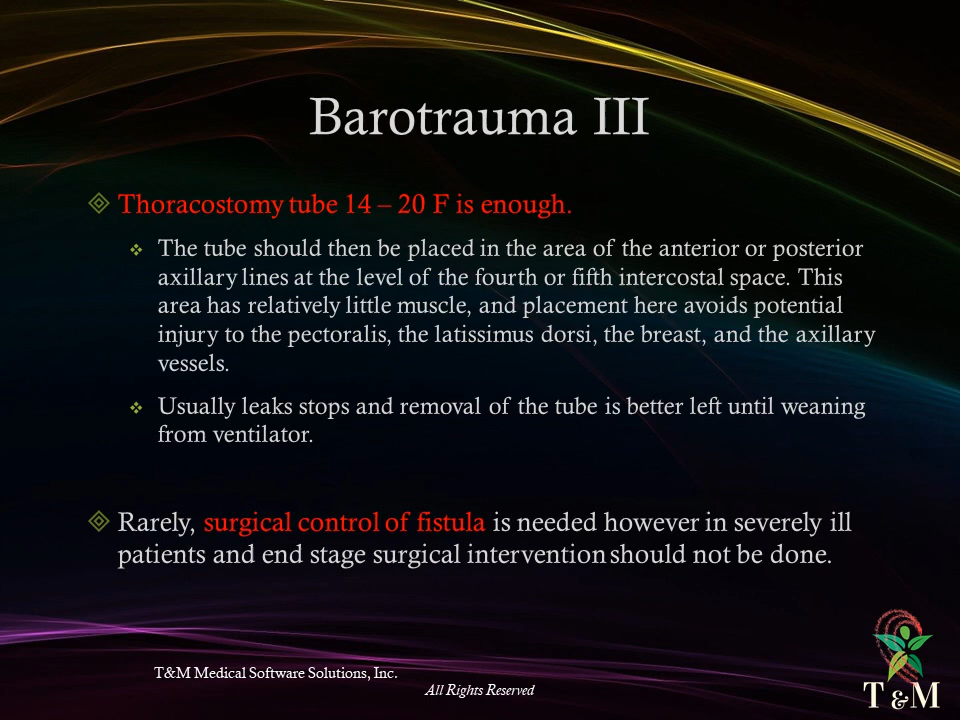 Barotrauma III
Thoracostomy tube 14 – 20 F is enough.
The tube should then be placed in the area of the anterior or posterior
axillary lines at the level of the fourth or fifth intercostal space. This
area has relatively little muscle, and placement here avoids potential
injury to the pectoralis, the latissimus dorsi, the breast, and the axillary
vessels.
Usually leaks stops and removal of the tube is better left until weaning
from ventilator.
Rarely, surgical control of fistula is needed however in severely ill
patients and end stage surgical intervention should not be done.
T&M Medical Software Solutions, Inc.
All Rights Reserved
T & M